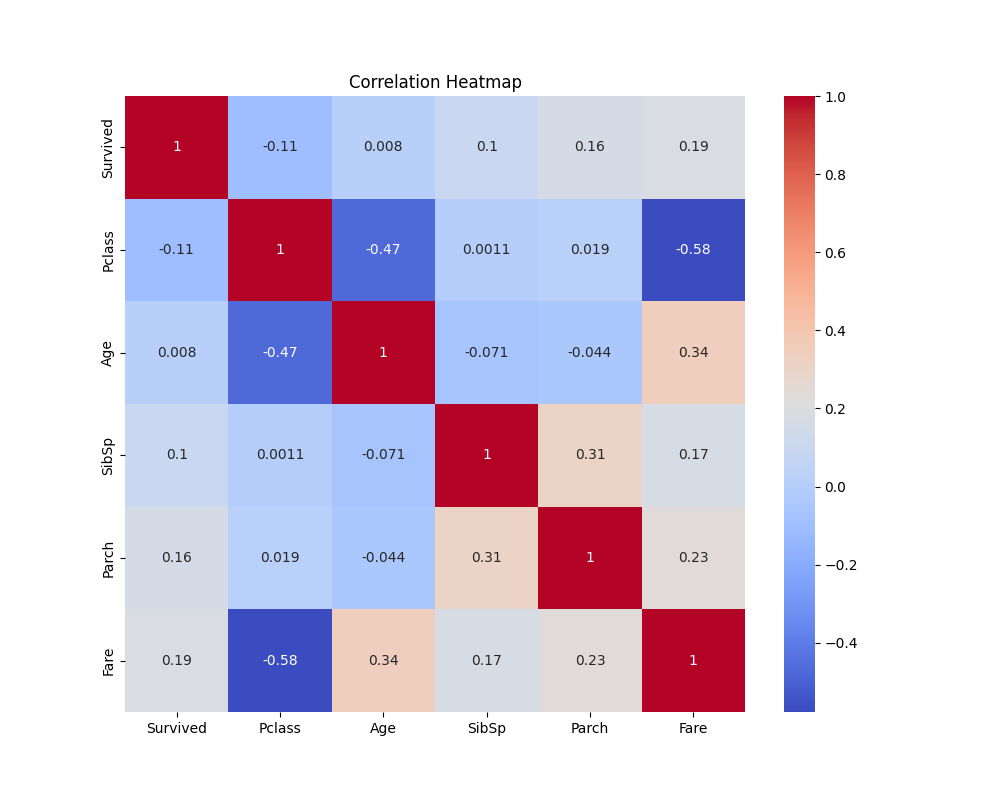 Correlation Heatmap
Survived 1 -0.11 0.008 0.1 0.16 0.19
Pclass -0.11 1 -0.47 0.0011 0.019 -0.58
Age 0.008 -0.47 1 -0.071 -0.044 0.34
SibSp 0.1 0.0011 -0.071 1 0.31 0.17
Parch 0.16 0.019 -0.044 0.31 1 0.23
Fare 0.19 -0.58 0.34 0.17 0.23 1
Survived Pclass Age SibSp Parch Fare
1.0
0.8
0.6
0.4
0.2
0.0
−0.2
−0.4